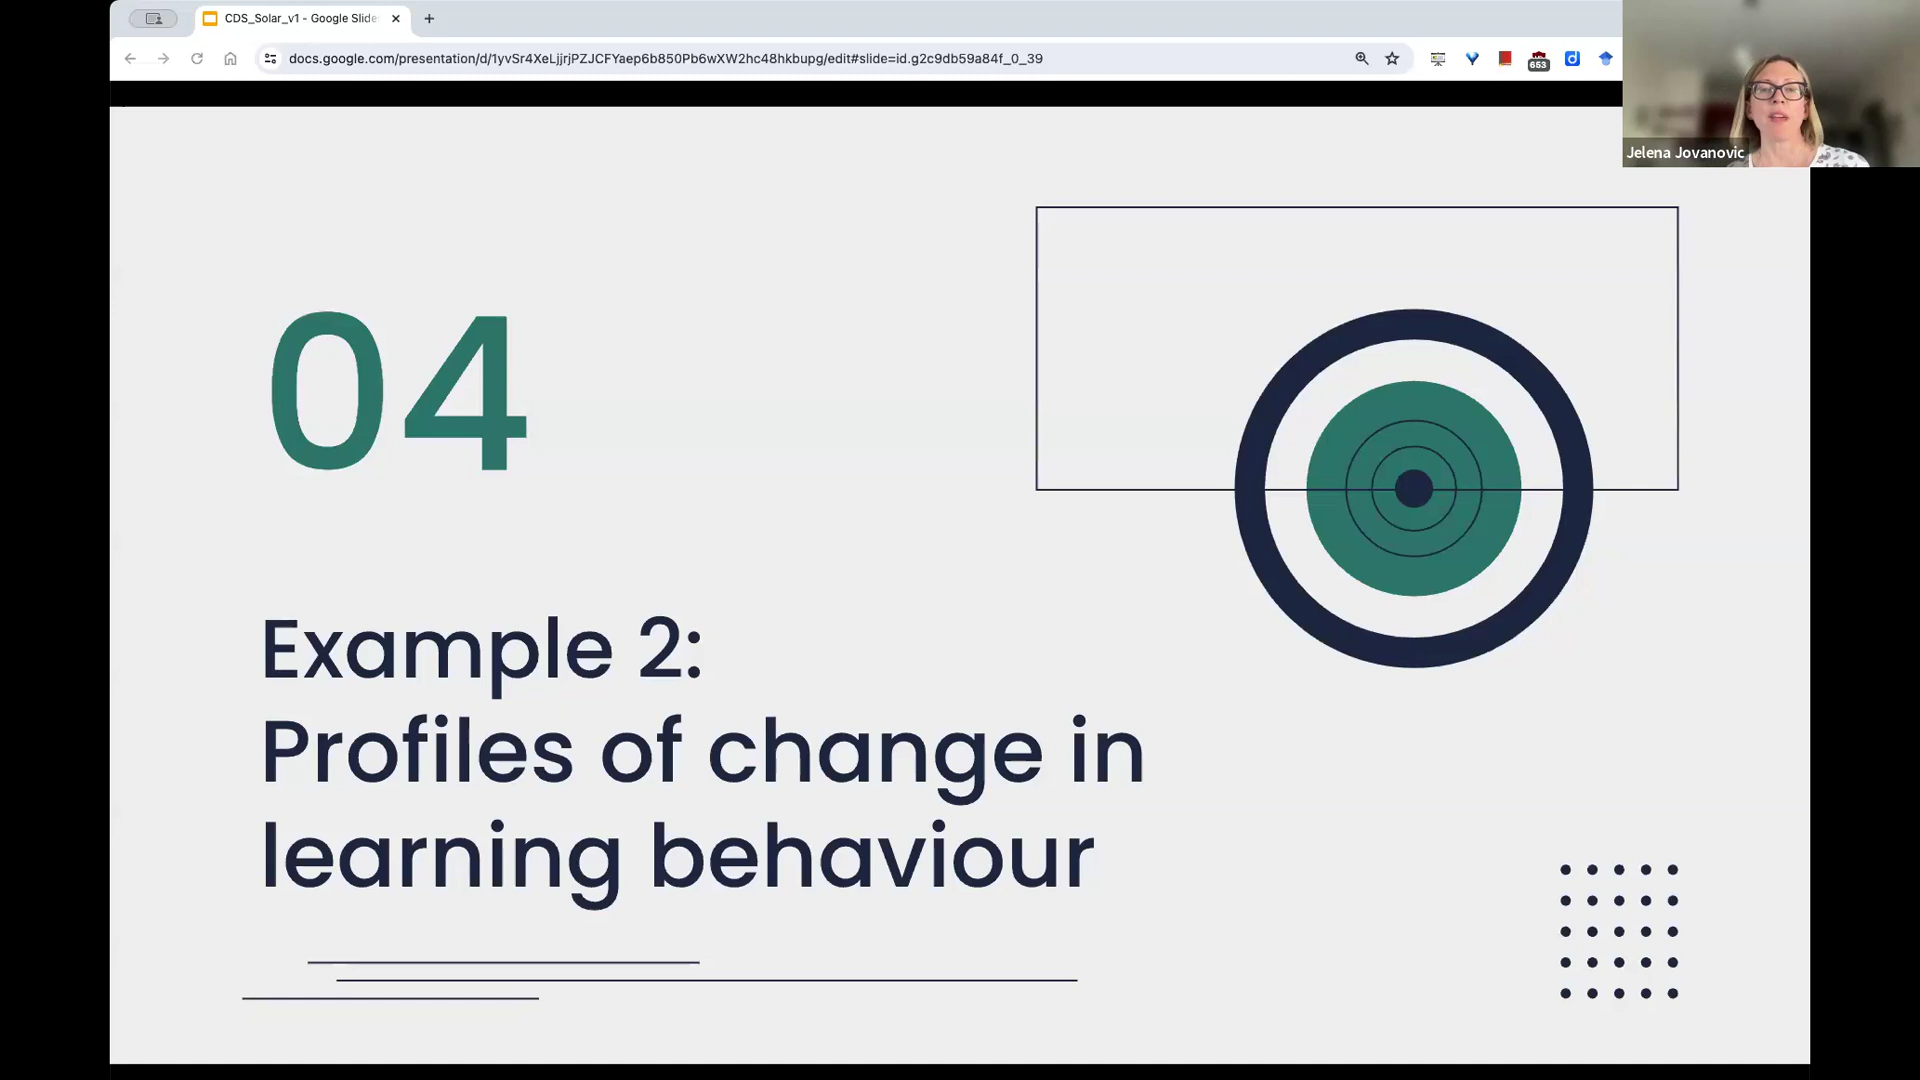 CDS_Solar_v1 - Google Slide
docs.google.com/presentation/d/1yvSr4XeLjjrjPZJCFYaep6b850Pb6wXW2hc48hkbupg/edit#slide=id.g2c9db59a84f_0_39
653
Jelena Jovanovic
04
Example 2:
Profiles of change in
learning behaviour